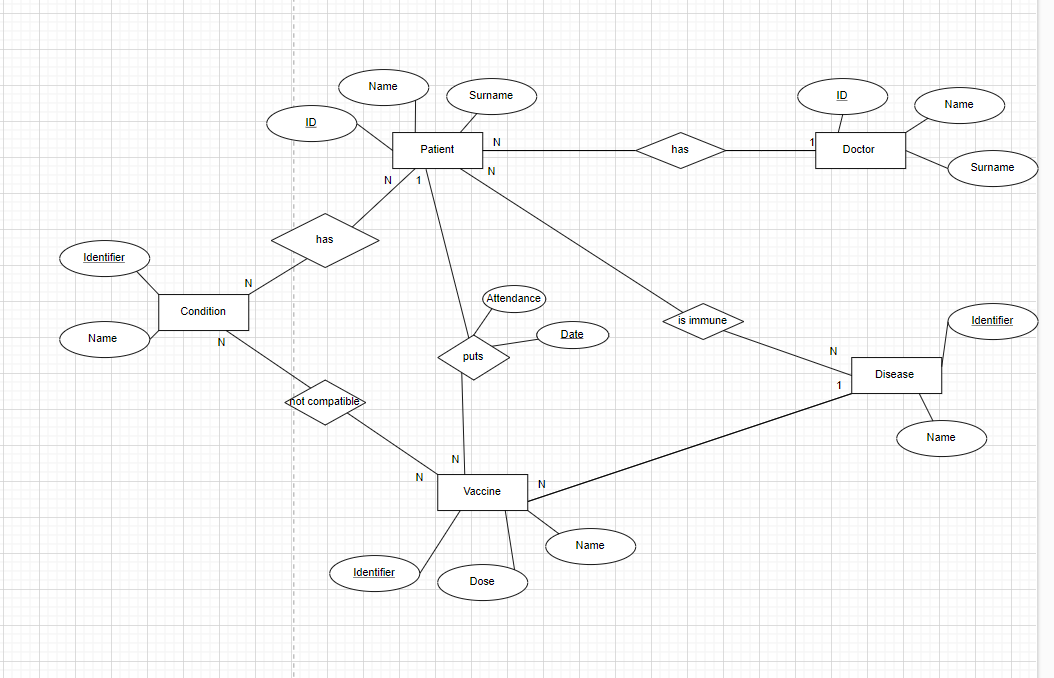 Name
Surname
ID
ID
Name
Patient
N
has
1
Doctor
Surname
N
1
N
has
Identifier
N
Condition
Name
N
Attendance
Date
puts
is immune
Identifier
N
Disease
1
Name
not compatible
N
N
Vaccine
N
Name
Identifier
Dose